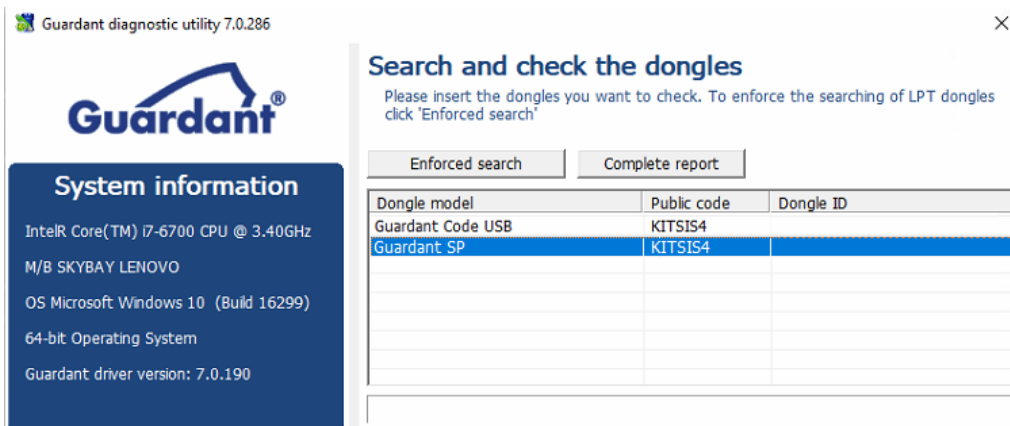 Guardant diagnostic utility 7.0.286
Guardant®
System information
IntelR Core(TM) i7-6700 CPU @ 3.40GHz
M/B SKYBAY LENOVO
OS Microsoft Windows 10 (Build 16299)
64-bit Operating System
Guardant driver version: 7.0.190
Search and check the dongles
Please insert the dongles you want to check. To enforce the searching of LPT dongles
click 'Enforced search'
Enforced search Complete report
Dongle model Public code Dongle ID
Guardant Code USB KITSIS4
Guardant SP KITSIS4